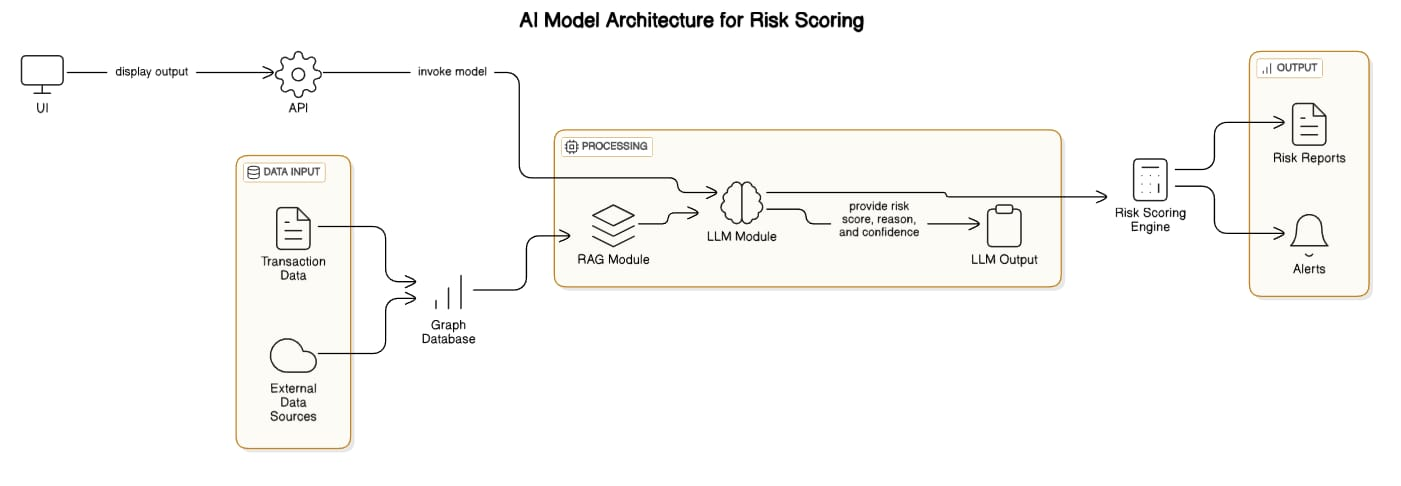 AI Model Architecture for Risk Scoring
display output
invoke model
UI
API
OUTPUT
Risk Reports
Alerts
PROCESSING
RAG Module
LLM Module
provide risk
score, reason,
and confidence
LLM Output
Risk Scoring
Engine
DATA INPUT
Transaction
Data
External
Data
Sources
Graph
Database